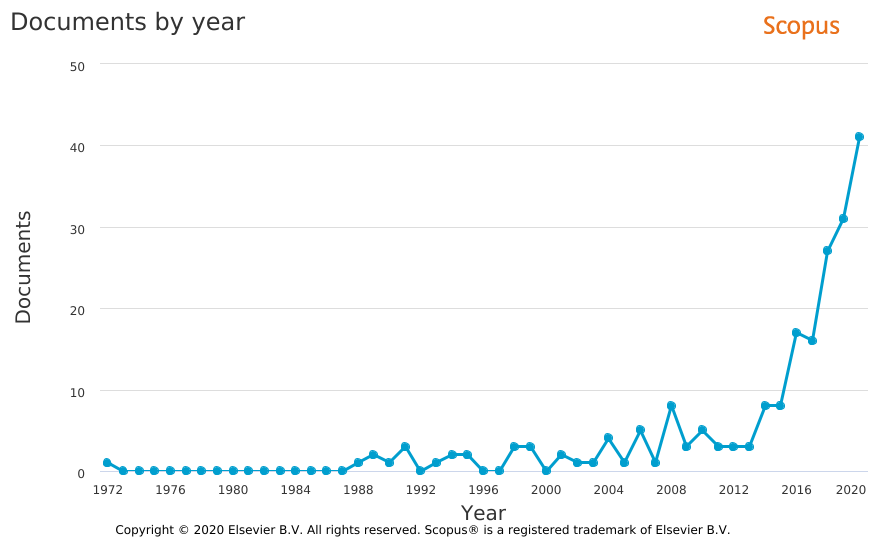 Documents by year
Scopus
50
40
30
20
10
0
Documents
1972 1976 1980 1984 1988 1992 1996 2000 2004 2008 2012 2016 2020
Year
Copyright © 2020 Elsevier B.V. All rights reserved. Scopus® is a registered trademark of Elsevier B.V.